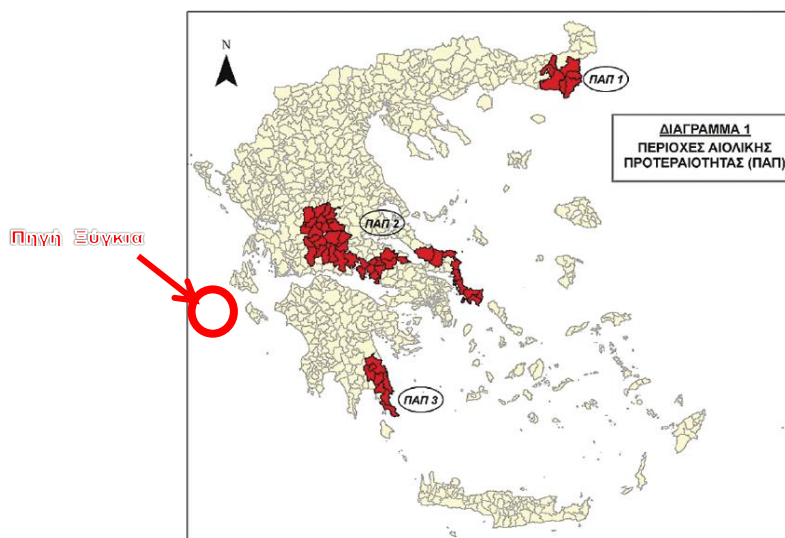 N
ΠΑΠ 1
ΔΙΑΓΡΑΜΜΑ 1
ΠΕΡΙΟΧΕΣ ΑΙΟΛΙΚΗΣ
ΠΡΟΤΕΡΑΙΟΤΗΤΑΣ (ΠΑΠ)
ΠΑΠ 2
Πηγή Ξύγκια
ΠΑΠ 3